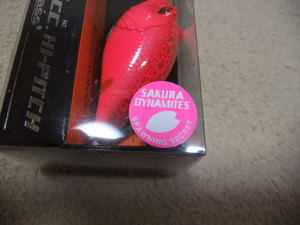 CC. HI-PITCH
SAKURA
DYNAMITES
SPAWNING SECRET